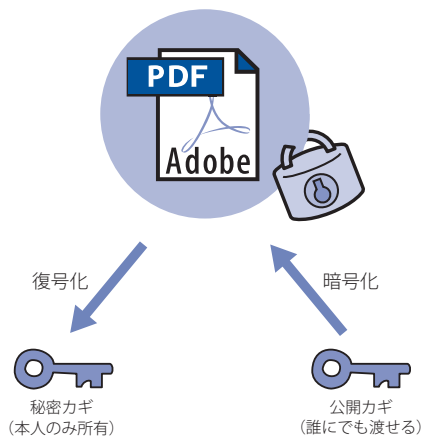 PDF
Adobe
復号化
暗号化
秘密カギ
（本人のみ所有）
公開カギ
（誰にでも渡せる）